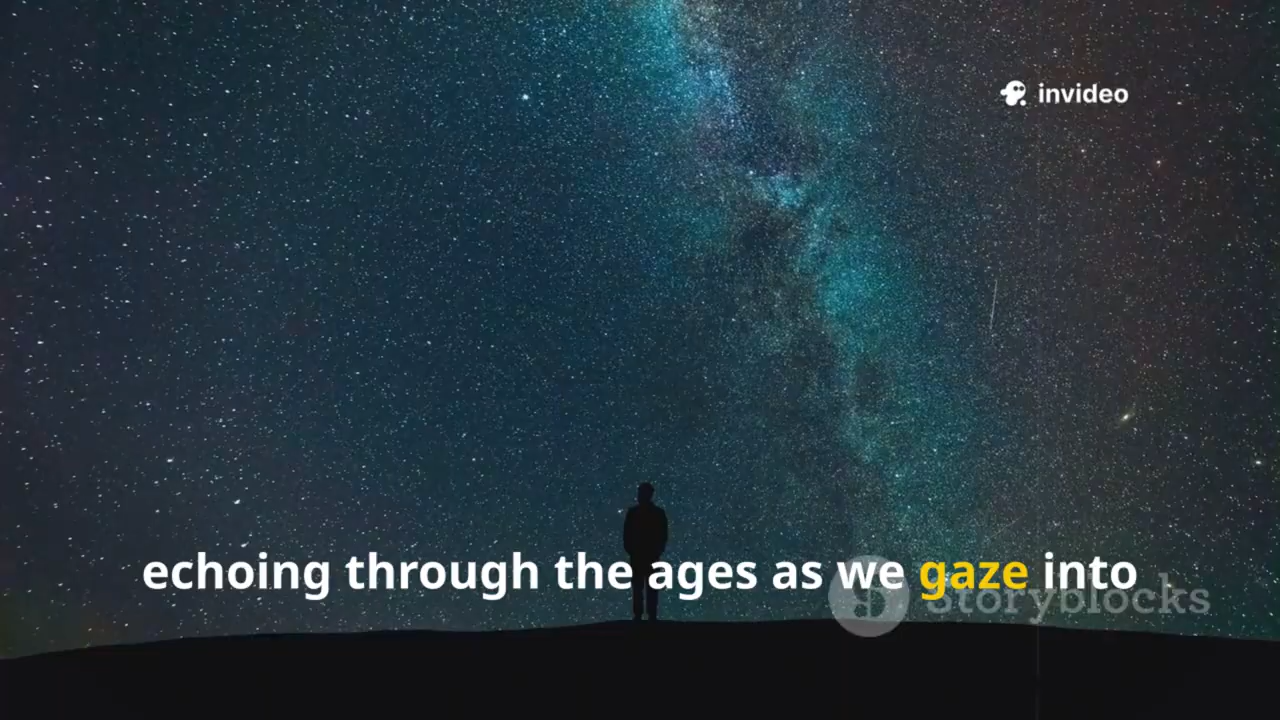 invideo
echoing through the ages as we gaze into
Storyblocks